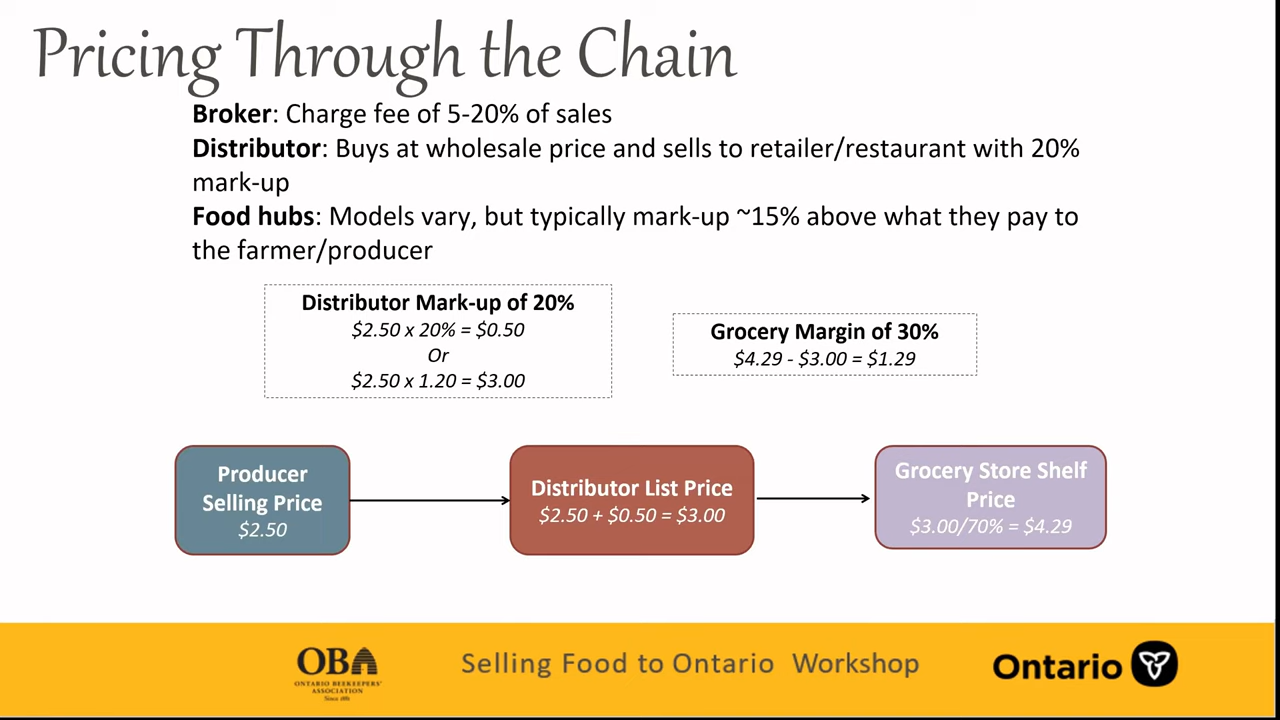 Pricing Through the Chain
Broker: Charge fee of 5-20% of sales
Distributor: Buys at wholesale price and sells to retailer/restaurant with 20%
mark-up
Food hubs: Models vary, but typically mark-up ~15% above what they pay to
the farmer/producer
Distributor Mark-up of 20%
$2.50 x 20% = $0.50
Or
$2.50 x 1.20 = $3.00
Grocery Margin of 30%
$4.29 - $3.00 = $1.29
Producer
Selling Price
$2.50
Distributor List Price
$2.50 + $0.50 = $3.00
Grocery Store Shelf
Price
$3.00/70% = $4.29
OBA
ONTARIO BEEKEEPERS'
ASSOCIATION
Since 1881
Selling Food to Ontario Workshop
Ontario